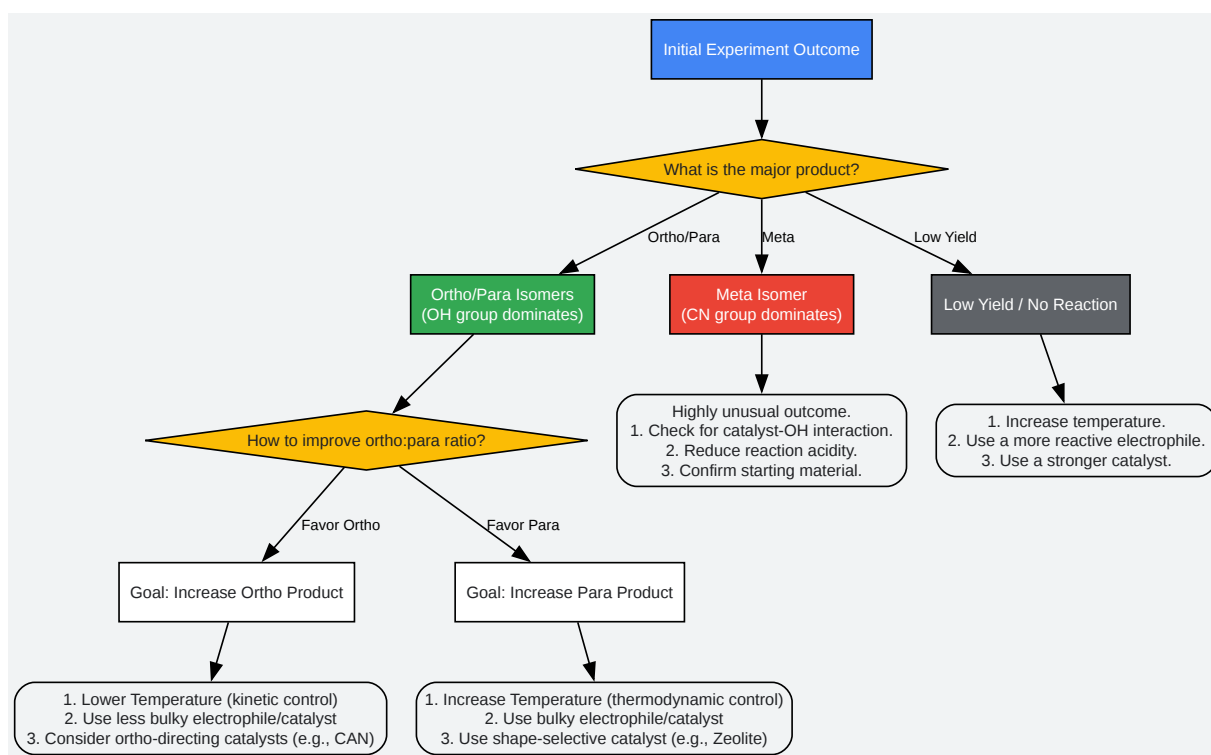 Initial Experiment Outcome
What is the major product?
Ortho/Para
Meta
Low Yield
Ortho/Para Isomers
(OH group dominates)
Meta Isomer
(CN group dominates)
Low Yield / No Reaction
How to improve ortho:para ratio?
Highly unusual outcome.
1. Check for catalyst-OH interaction.
2. Reduce reaction acidity.
3. Confirm starting material.
1. Increase temperature.
2. Use a more reactive electrophile.
3. Use a stronger catalyst.
Favor Ortho
Favor Para
Goal: Increase Ortho Product
Goal: Increase Para Product
1. Lower Temperature (kinetic control)
2. Use less bulky electrophile/catalyst
3. Consider ortho-directing catalysts (e.g., CAN)
1. Increase Temperature (thermodynamic control)
2. Use bulky electrophile/catalyst
3. Use shape-selective catalyst (e.g., Zeolite)